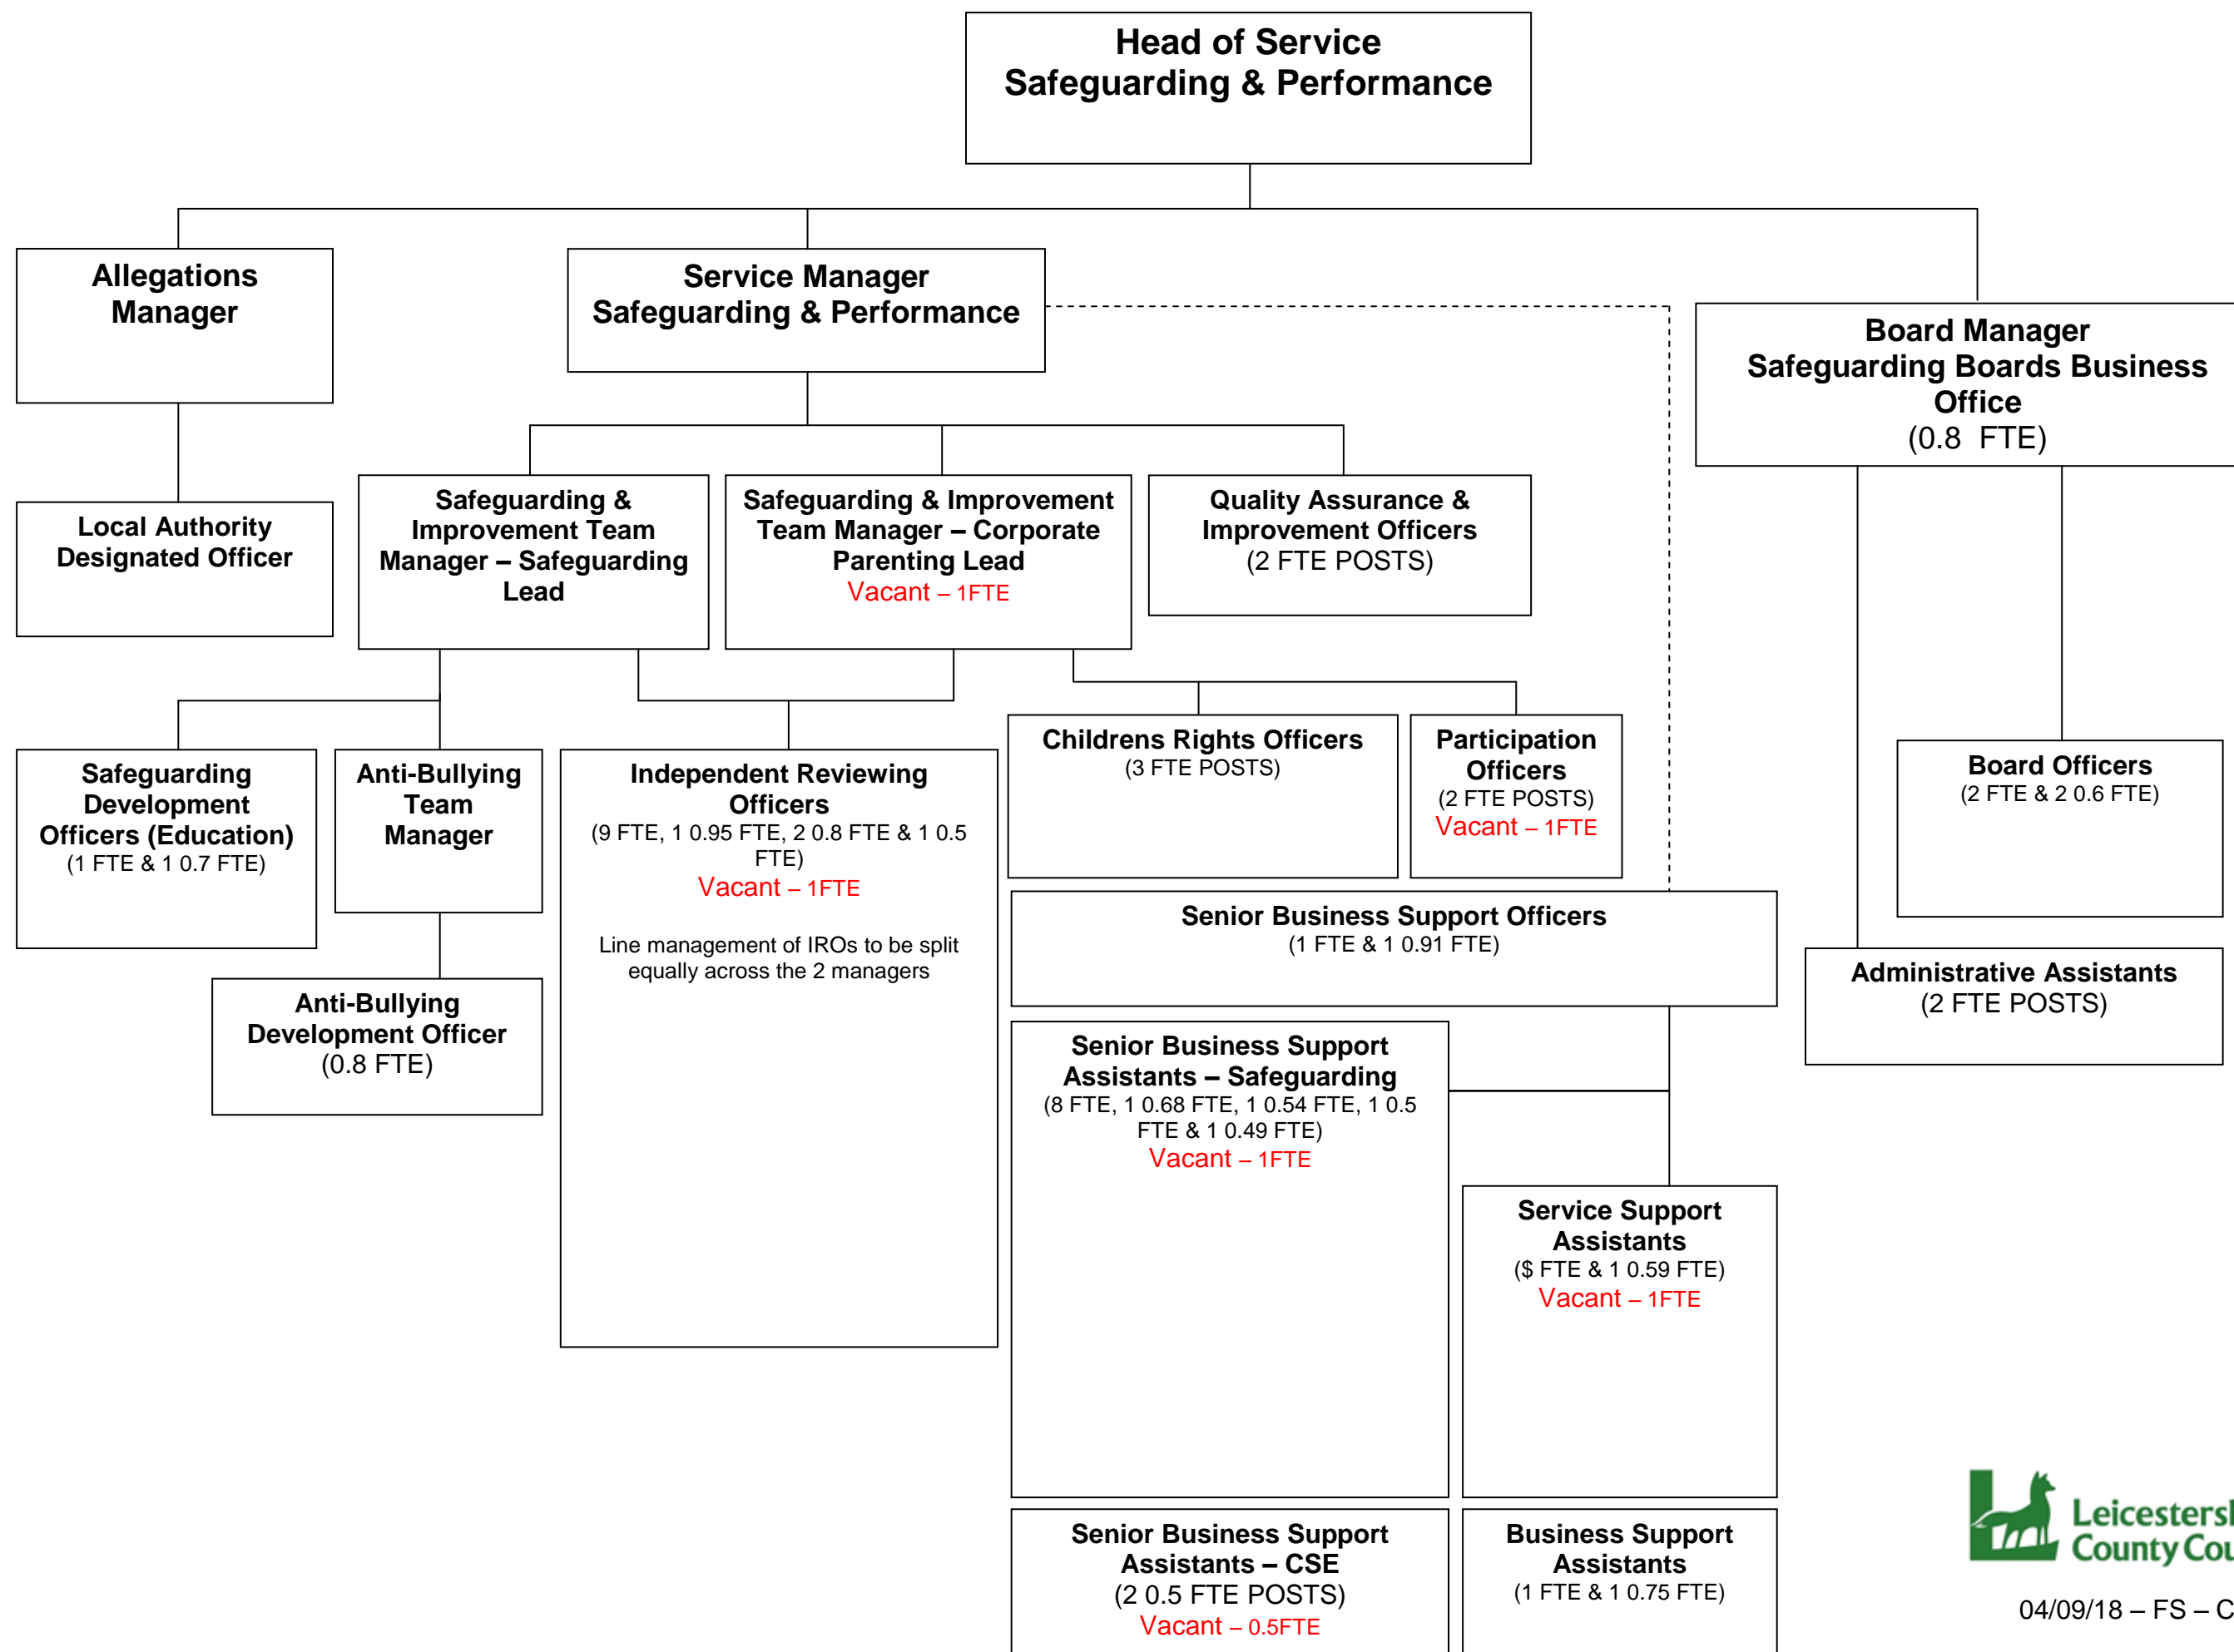 Head of Service
Safeguarding & Performance
Allegations
Manager
Service Manager
Safeguarding & Performance
Board Manager
Safeguarding Boards Business
Office
(0.8 FTE)
Local Authority
Designated Officer
Safeguarding &
Improvement Team
Manager – Safeguarding
Lead
Safeguarding & Improvement
Team Manager – Corporate
Parenting Lead
Vacant – 1FTE
Quality Assurance &
Improvement Officers
(2 FTE POSTS)
Safeguarding
Development
Officers (Education)
(1 FTE & 1 0.7 FTE)
Anti-Bullying
Team
Manager
Independent Reviewing
Officers
(9 FTE, 1 0.95 FTE, 2 0.8 FTE & 1 0.5
FTE)
Vacant – 1FTE
Line management of IROs to be split
equally across the 2 managers
Childrens Rights Officers
(3 FTE POSTS)
Participation
Officers
(2 FTE POSTS)
Vacant – 1FTE
Board Officers
(2 FTE & 2 0.6 FTE)
Senior Business Support Officers
(1 FTE & 1 0.91 FTE)
Administrative Assistants
(2 FTE POSTS)
Anti-Bullying
Development Officer
(0.8 FTE)
Senior Business Support
Assistants – Safeguarding
(8 FTE, 1 0.68 FTE, 1 0.54 FTE, 1 0.5
FTE & 1 0.49 FTE)
Vacant – 1FTE
Service Support
Assistants
($ FTE & 1 0.59 FTE)
Vacant – 1FTE
Senior Business Support
Assistants – CSE
(2 0.5 FTE POSTS)
Vacant – 0.5FTE
Business Support
Assistants
(1 FTE & 1 0.75 FTE)
County
04/09/18 – FS – C